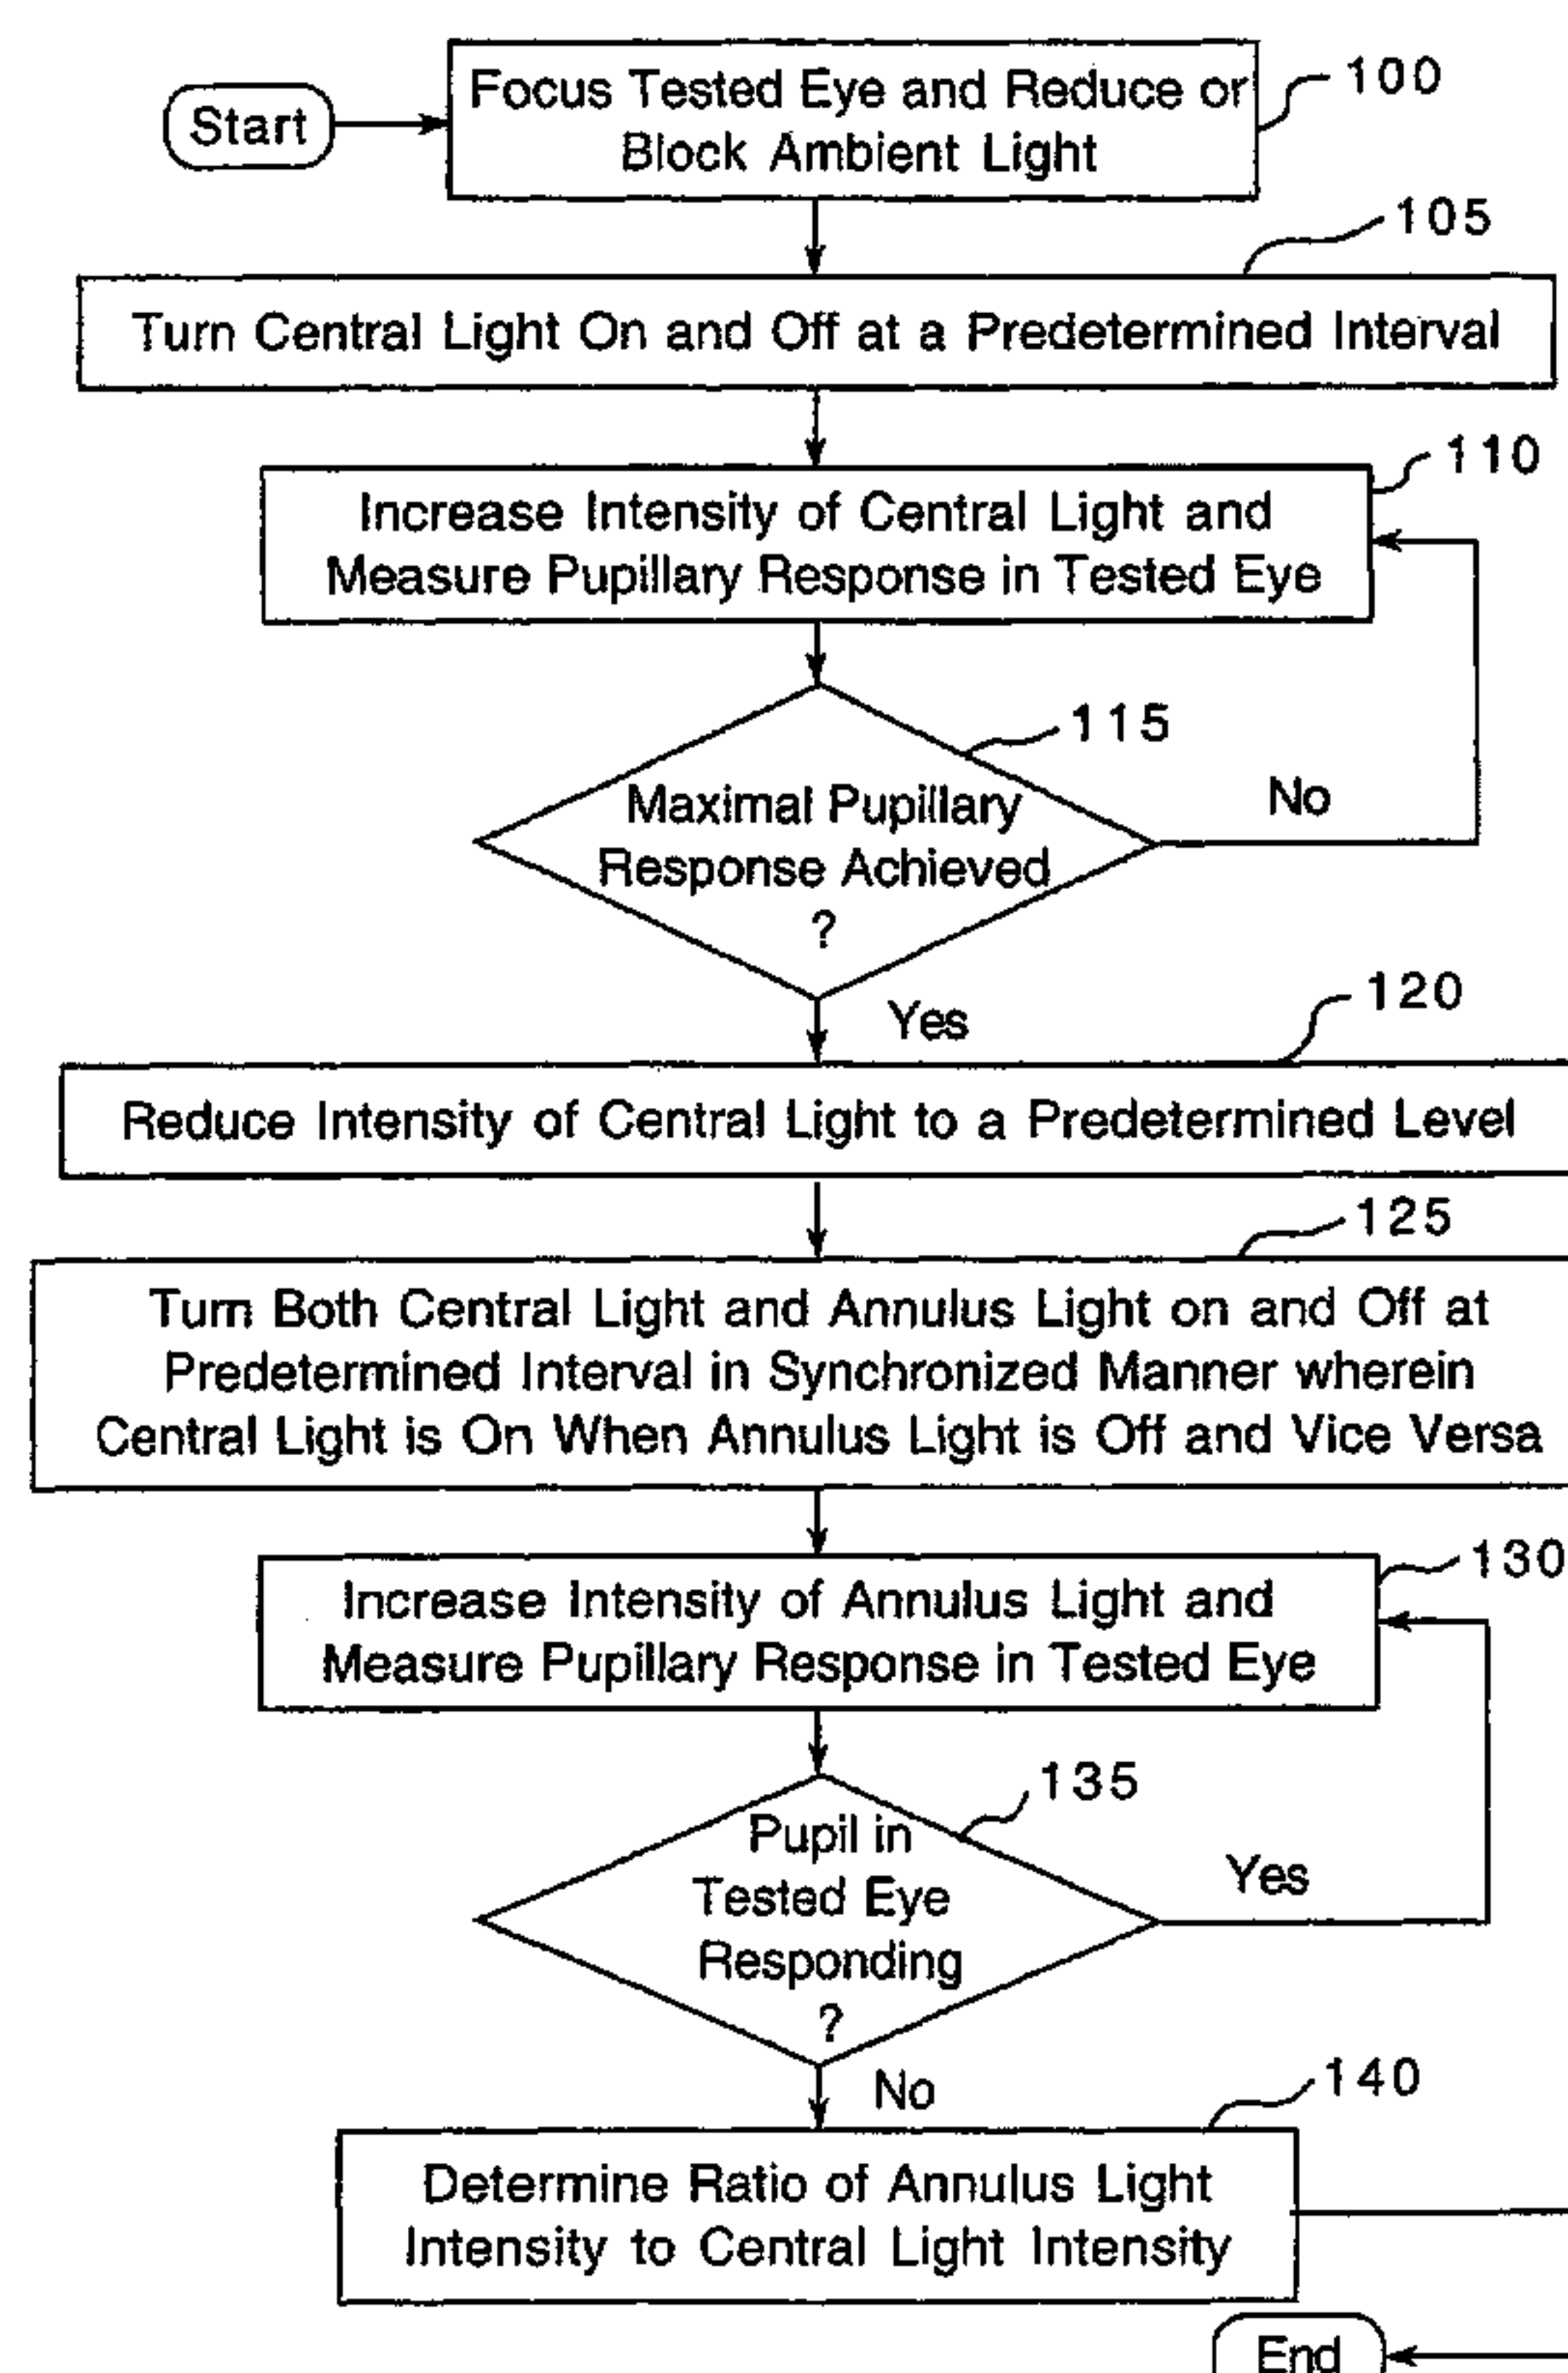 Start
Focus Tested Eye and Reduce or
Block Ambient Light
100
105
Turn Central Light On and Off at a Predetermined Interval
110
Increase Intensity of Central Light and
Measure Pupillary Response in Tested Eye
115
Maximal Pupillary
Response Achieved
?
No
Yes
120
Reduce Intensity of Central Light to a Predetermined Level
125
Turn Both Central Light and Annulus Light on and Off at
Predetermined Interval in Synchronized Manner wherein
Central Light is On When Annulus Light is Off and Vice Versa
130
Increase Intensity of Annulus Light and
Measure Pupillary Response in Tested Eye
135
Pupil in
Tested Eye
Responding
?
Yes
No
140
Determine Ratio of Annulus Light
Intensity to Central Light Intensity
End